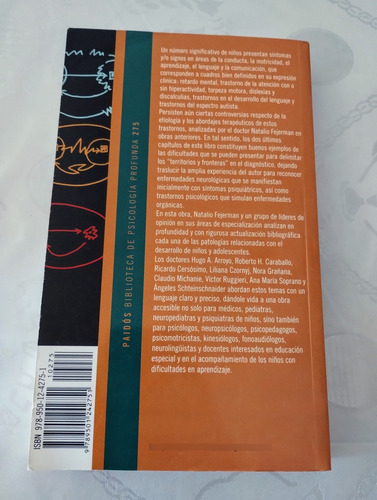 Un número significativo de niños presentan síntomas
y/o signos en áreas de la conducta, la motricidad, el
aprendizaje, el lenguaje y la comunicación, que
corresponden a cuadros bien definidos en su expresión
clínica: retardo mental, trastorno de la atención con o
sin hiperactividad, torpeza motora, dislexias y
discalculias, trastornos en el desarrollo del lenguaje y
trastornos del espectro autista.
Persisten aún ciertas controversias respecto de la
etiología y los abordajes terapéuticos de estos
trastornos, analizadas por el doctor Natalio Fejerman en
obras anteriores. En tal sentido, los dos últimos
capítulos de este libro constituyen buenos ejemplos de
las dificultades que se pueden presentar para delimitar
los "territorios y fronteras" en el diagnóstico, dejando
traslucir la amplia experiencia del autor para reconocer
enfermedades neurológicas que se manifiestan
inicialmente con síntomas psiquiátricos, así como
trastornos psicológicos que simulan enfermedades
orgánicas.
En esta obra, Natalio Fejerman y un grupo de líderes de
opinión en sus áreas de especialización analizan en
profundidad y con rigurosa actualización bibliográfica
cada una de las patologías relacionadas con el
desarrollo de niños y adolescentes.
Los doctores Hugo A. Arroyo, Roberto H. Caraballo,
Ricardo Cersósimo, Liliana Czornyj, Nora Grañana,
Claudio Michanie, Víctor Ruggieri, Ana María Soprano y
Ángeles Schteinschnaider abordan estos temas con un
lenguaje claro y preciso, dándole vida a una obra
accesible no solo para médicos, pediatras,
neuropediatras y psiquiatras de niños, sino también
para psicólogos, neuropsicólogos, psicopedagogos,
psicomotricistas, kinesiólogos, fonoaudiólogos,
neurolingüistas y docentes interesados en educación
especial y en el acompañamiento de los niños con
dificultades en aprendizaje.
PAIDÓS BIBLIOTECA DE PSICOLOGÍA PROFUNDA 275
ISBN 978-950-12-4275-1
00275
9 789501 242751